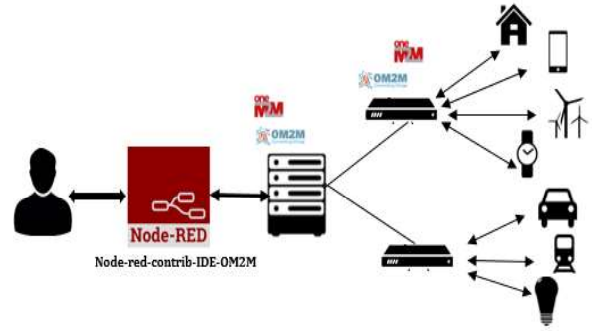 one
M2M
OM2M
one
M2M
OM2M
Node-RED
Node-red-contrib-IDE-OM2M